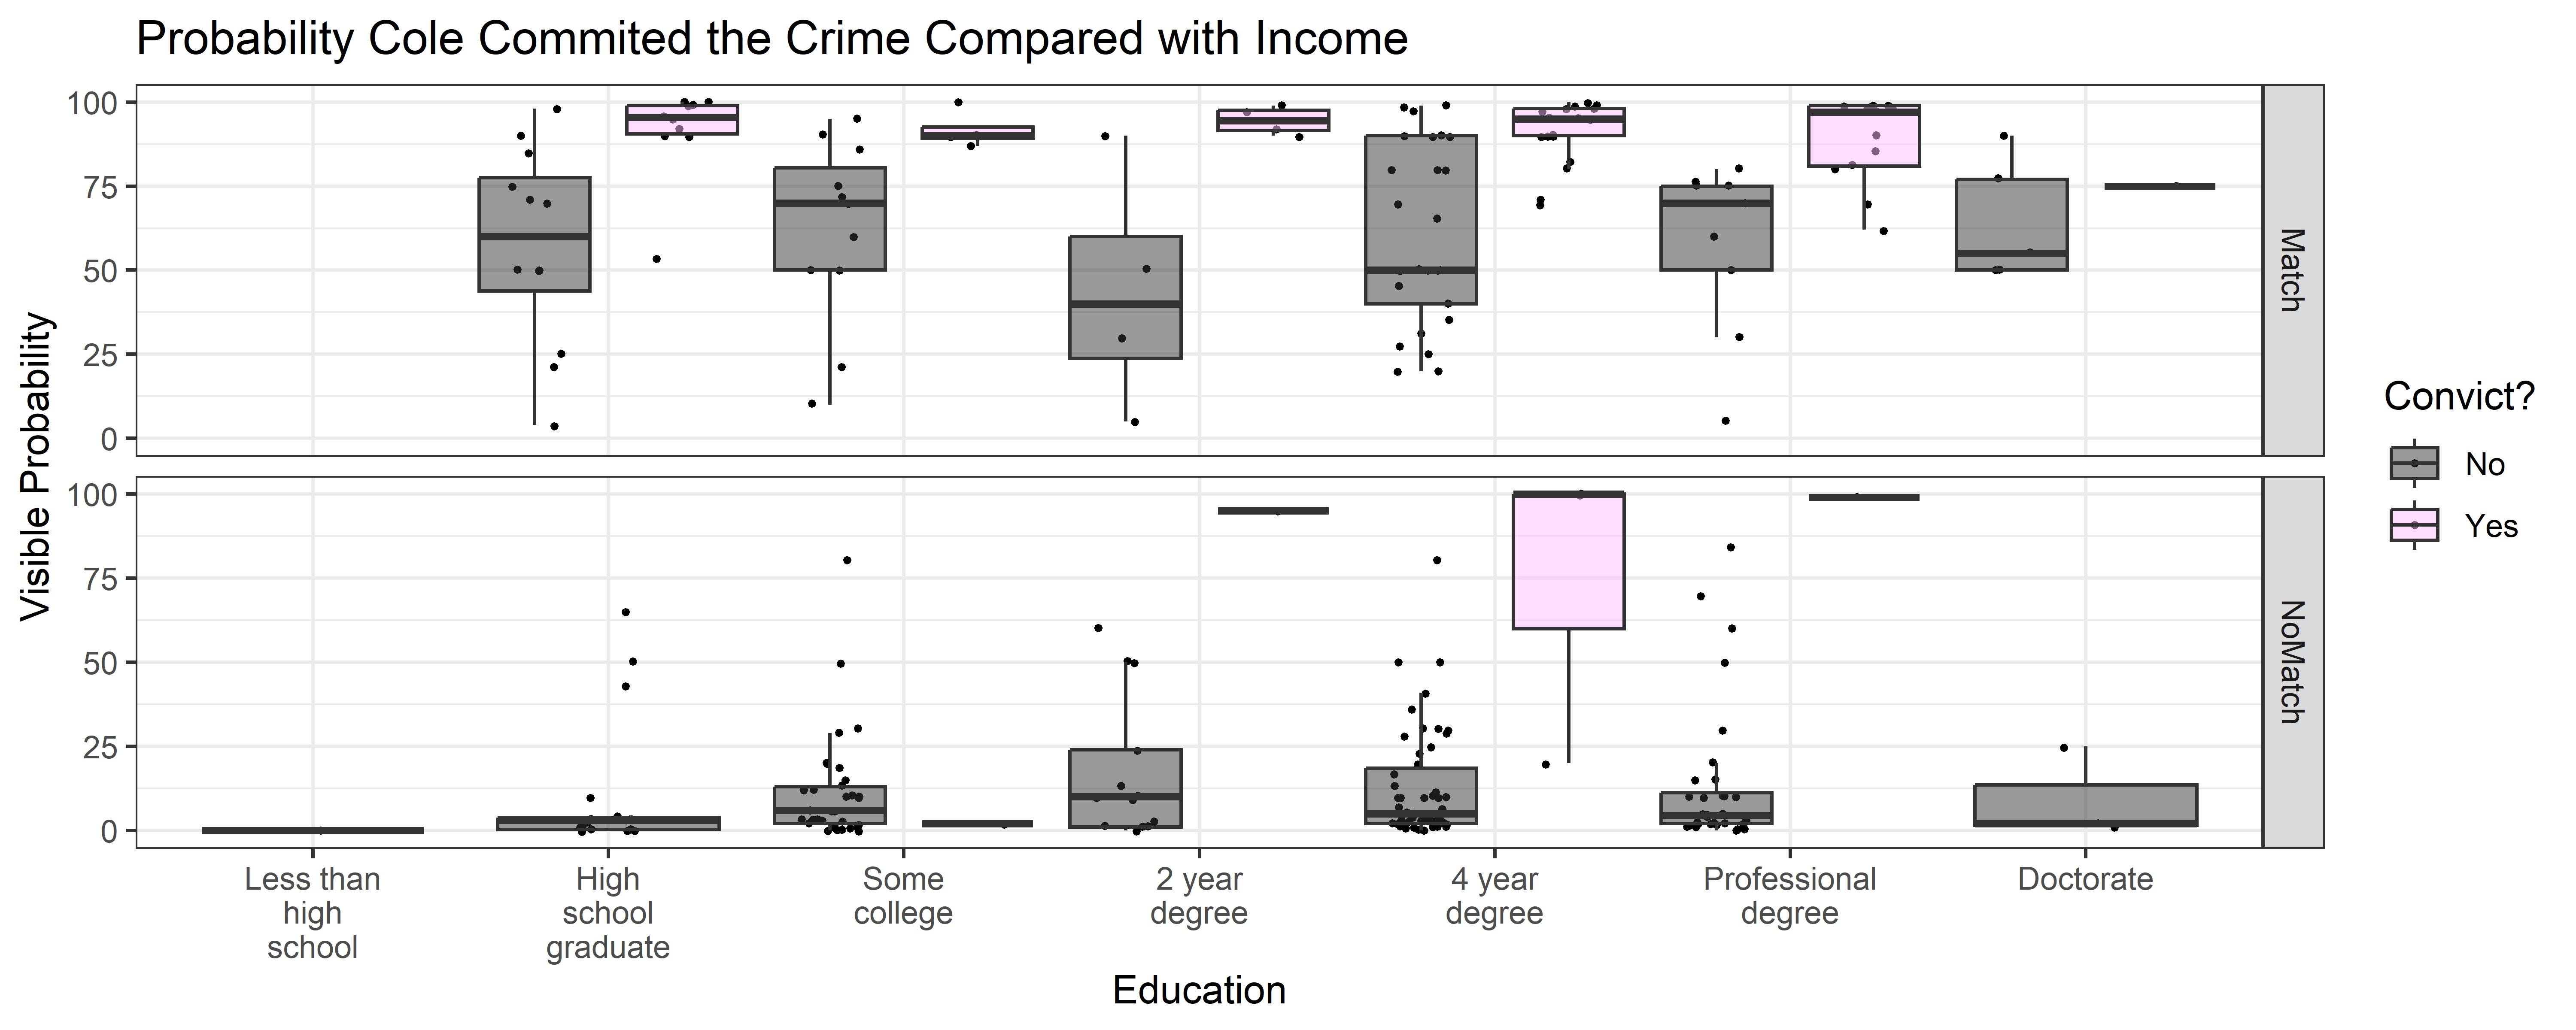 Probability Cole Commited the Crime Compared with Income
Visible Probability
100
75
50
25
0
Match
100
75
50
25
0
NoMatch
Less than
high
school
High
school
graduate
Some
college
2 year
degree
4 year
degree
Professional
degree
Doctorate
Education
Convict?
No
Yes